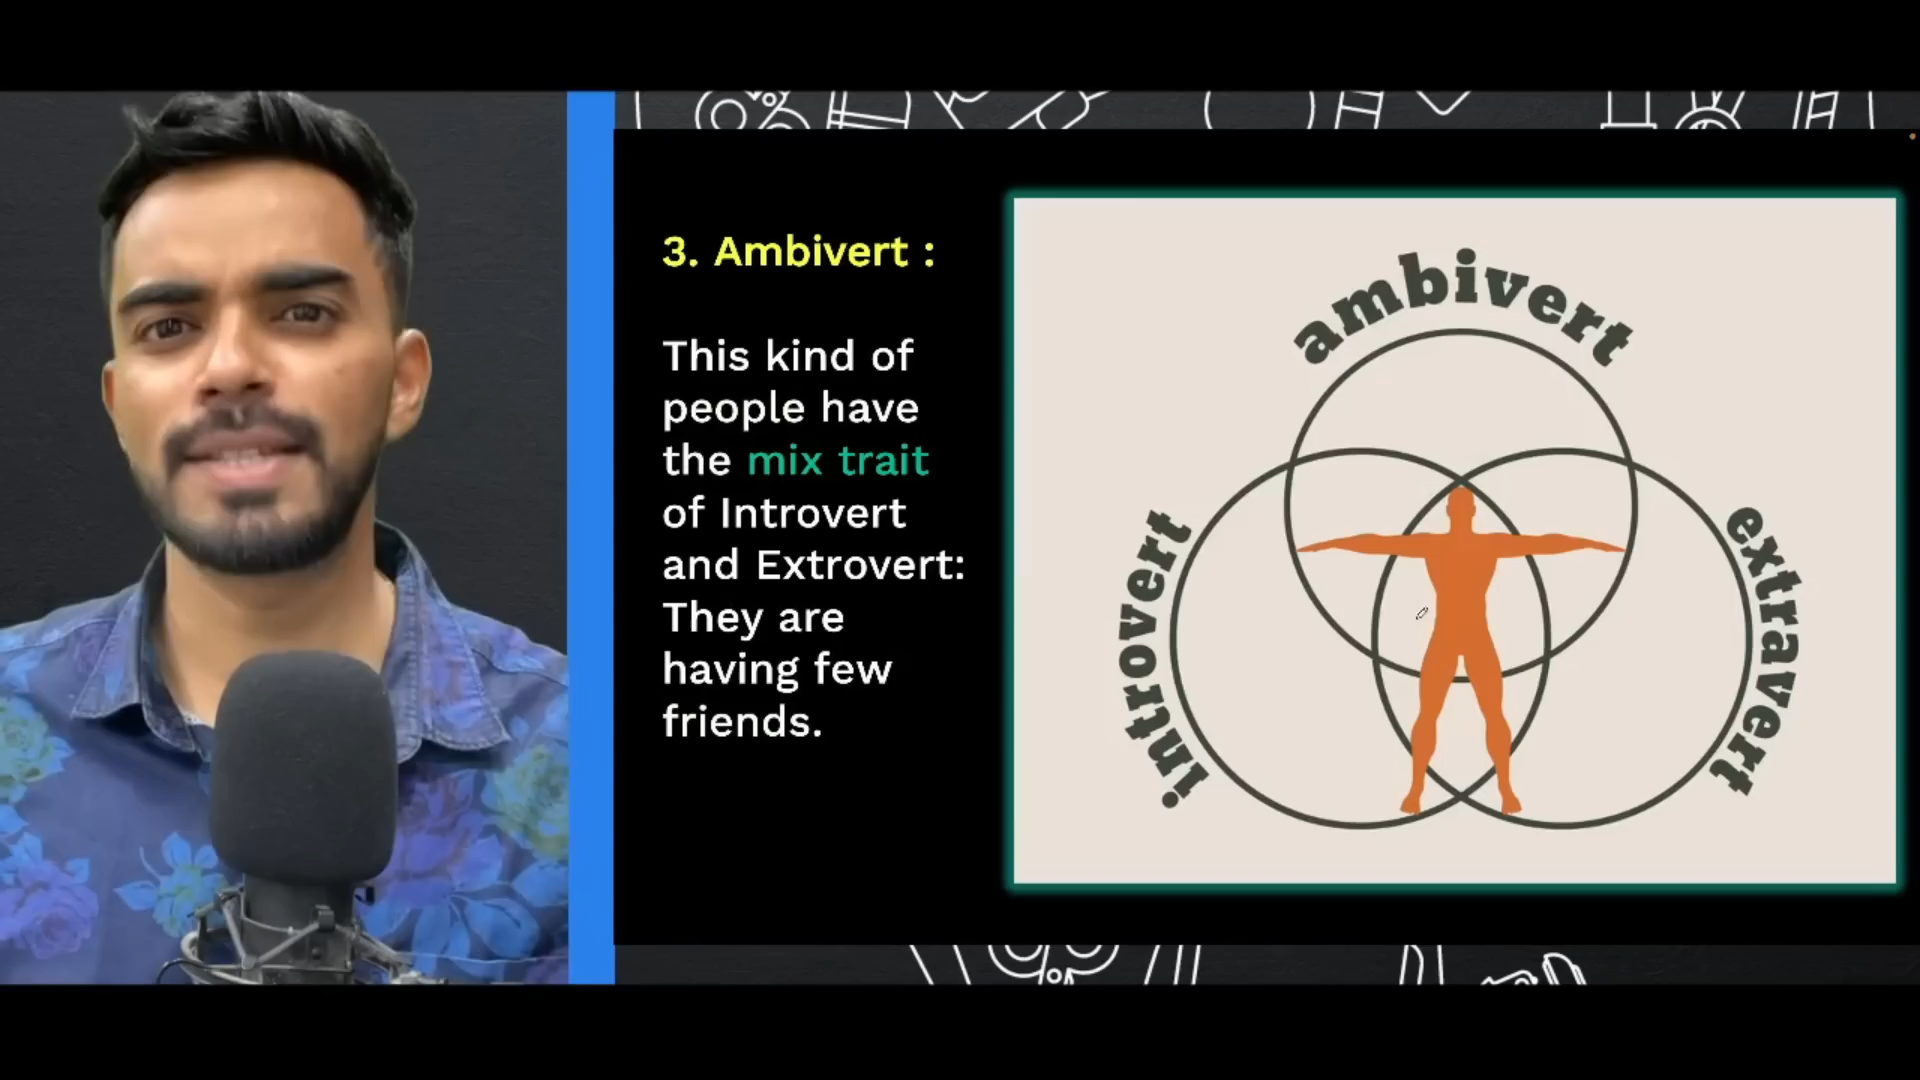 3. Ambivert :
This kind of
people have
the mix trait
of Introvert
and Extrovert:
They are
having few
friends.
ambivert
introvert
extravert